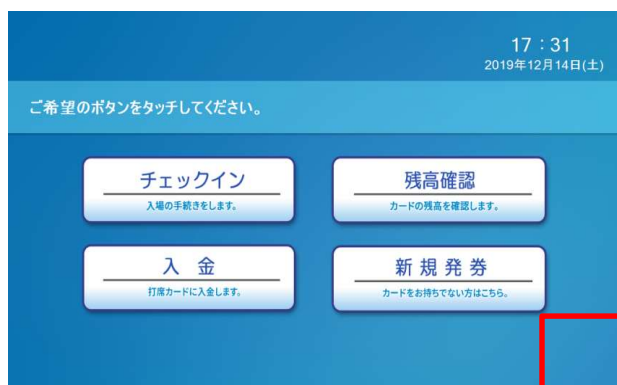 17：31
2019年12月14日(土)
ご希望のボタンをタッチしてください。
チェックイン
入場の手続きをします。
残高確認
カードの残高を確認します。
入 金
打席カードに入金します。
新 規 発 券
カードをお持ちでない方はこちら。